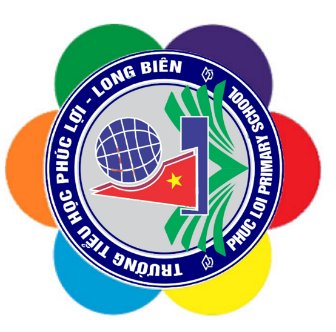 TRƯỜNG TIỂU HỌC PHÚC LỢI - LONG BIÊN
PHUC LOI PRIMARY SCHOOL